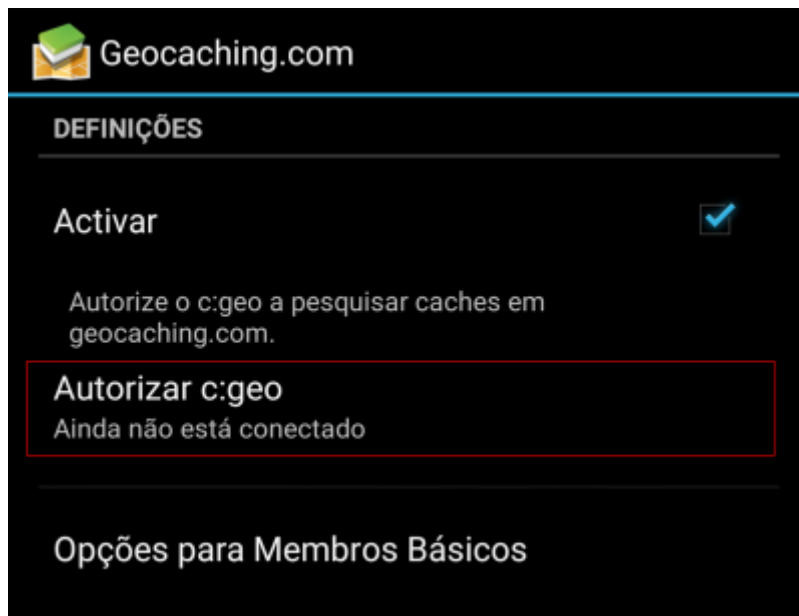 Geocaching.com
DEFINIÇÕES
Activar
Autorize o c:geo a pesquisar caches em
geocaching.com.
Autorizar c:geo
Ainda não está conectado
Opções para Membros Básicos